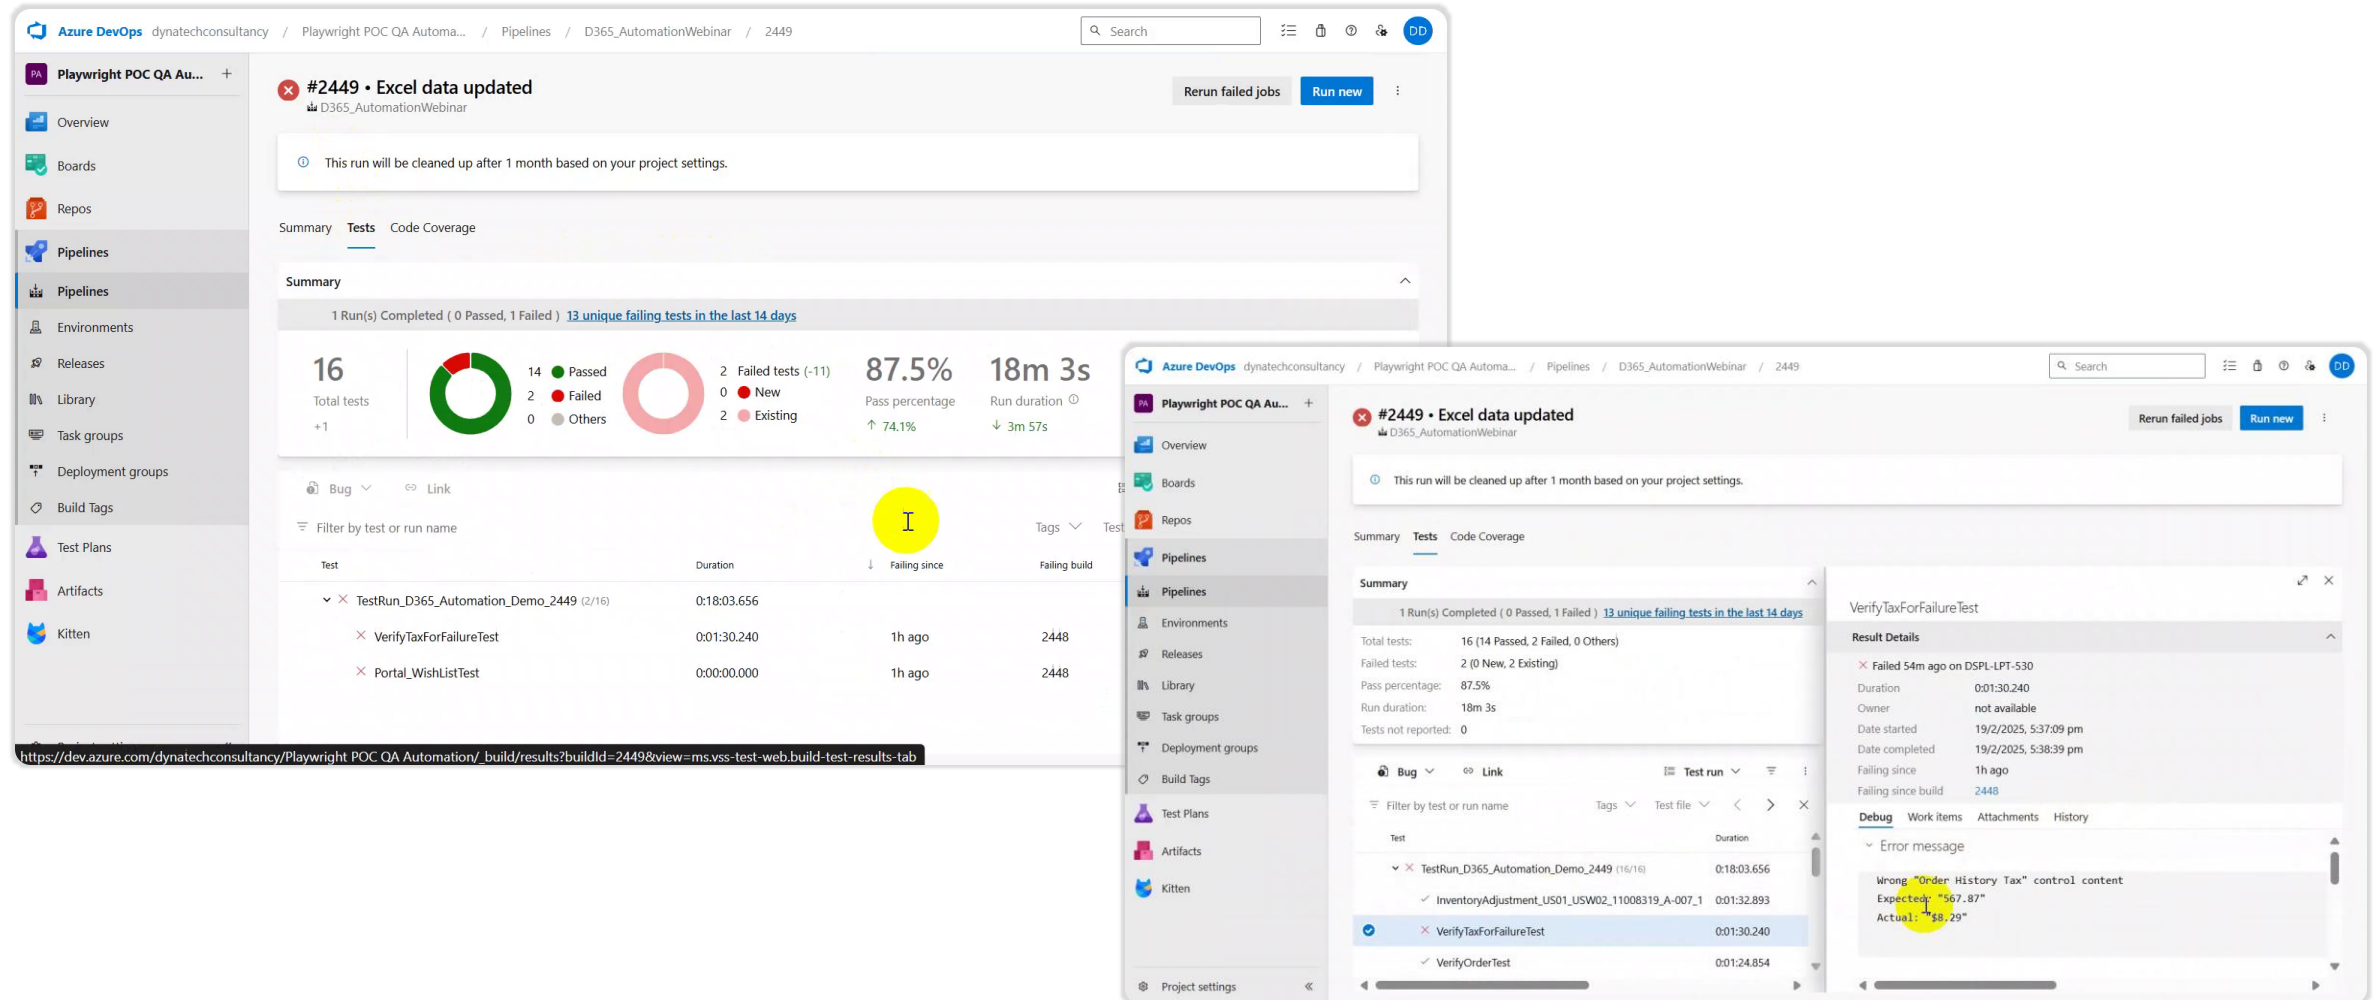 Azure DevOps dynatechconsultancy / Playwright POC QA Automa... / Pipelines / D365_AutomationWebinar / 2449
Search
DD
PA Playwright POC QA Au... +
Overview
Boards
Repos
Pipelines
Pipelines
Environments
Releases
Library
Task groups
Deployment groups
Build Tags
Test Plans
Artifacts
Kitten
#2449 • Excel data updated
D365_AutomationWebinar
Rerun failed jobs
Run new
This run will be cleaned up after 1 month based on your project settings.
Summary Tests Code Coverage
Summary
1 Run(s) Completed ( 0 Passed, 1 Failed ) 13 unique failing tests in the last 14 days
16
Total tests
+1
14 Passed
2 Failed
0 Others
2 Failed tests (-11)
0 New
2 Existing
87.5%
Pass percentage
↑ 74.1%
18m 3s
Run duration
↓ 3m 57s
Bug
Link
Filter by test or run name
Tags
Test
Test Duration ↓ Failing since Failing build
TestRun_D365_Automation_Demo_2449 (2/16) 0:18:03.656
VerifyTaxForFailureTest 0:01:30.240 1h ago 2448
Portal_WishListTest 0:00:00.000 1h ago 2448
https://dev.azure.com/dynatechconsultancy/Playwright POC QA Automation/_build/results?buildId=2449&view=ms.vss-test-web.build-test-results-tab
Azure DevOps dynatechconsultancy / Playwright POC QA Automa... / Pipelines / D365_AutomationWebinar / 2449
Search
DD
PA Playwright POC QA Au... +
Overview
Boards
Repos
Pipelines
Pipelines
Environments
Releases
Library
Task groups
Deployment groups
Build Tags
Test Plans
Artifacts
Kitten
Project settings
#2449 • Excel data updated
D365_AutomationWebinar
Rerun failed jobs
Run new
This run will be cleaned up after 1 month based on your project settings.
Summary Tests Code Coverage
Summary
1 Run(s) Completed ( 0 Passed, 1 Failed ) 13 unique failing tests in the last 14 days
Total tests: 16 (14 Passed, 2 Failed, 0 Others)
Failed tests: 2 (0 New, 2 Existing)
Pass percentage: 87.5%
Run duration: 18m 3s
Tests not reported: 0
Bug
Link
Test run
Filter by test or run name
Tags
Test file
Test Duration
TestRun_D365_Automation_Demo_2449 (16/16) 0:18:03.656
InventoryAdjustment_US01_USW02_11008319_A-007_1 0:01:32.893
VerifyTaxForFailureTest 0:01:30.240
VerifyOrderTest 0:01:24.854
VerifyTaxForFailureTest
Result Details
Failed 54m ago on DSPL-LPT-530
Duration 0:01:30.240
Owner not available
Date started 19/2/2025, 5:37:09 pm
Date completed 19/2/2025, 5:38:39 pm
Failing since 1h ago
Failing since build 2448
Debug Work items Attachments History
Error message
Wrong "Order History Tax" control content
Expected: "567.87"
Actual: "$8.29"